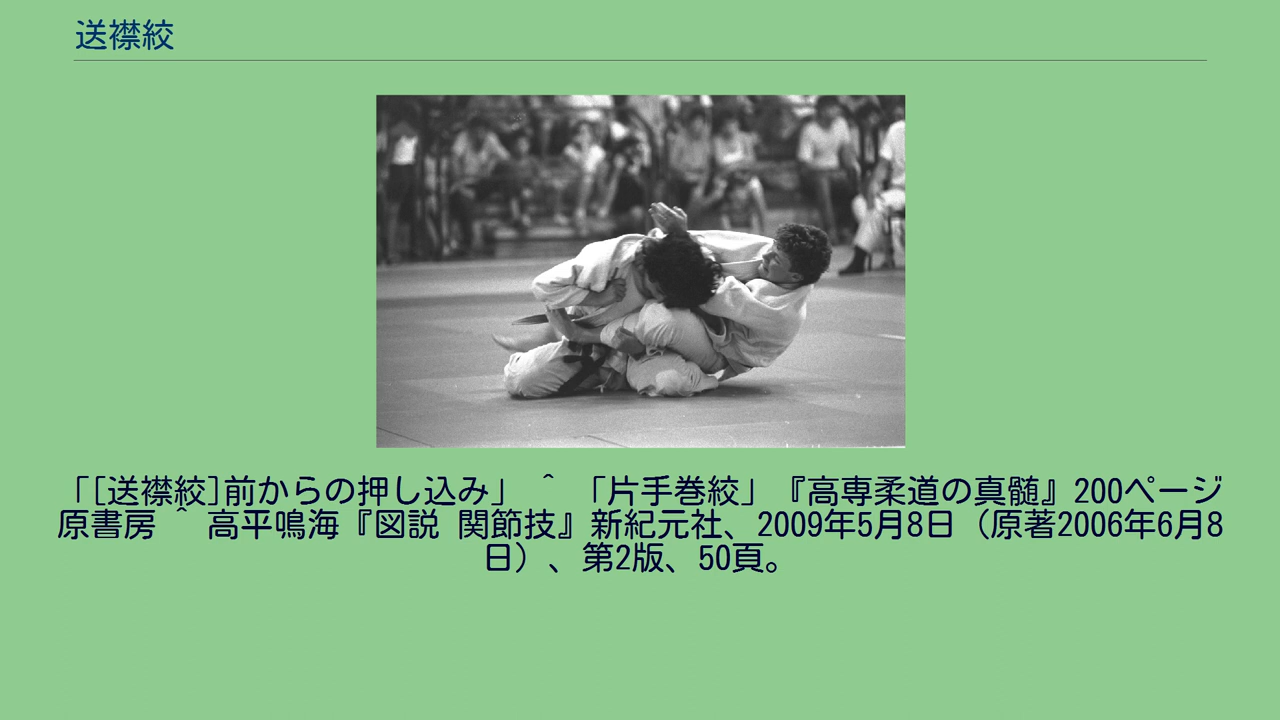 送襟絞
「[送襟絞]前からの押し込み」 ^ 「片手巻絞」『高専柔道の真髄』200ページ
原書房 ^ 高平鳴海『図説 関節技』新紀元社、2009年5月8日（原著2006年6月8
日）、第2版、50頁。